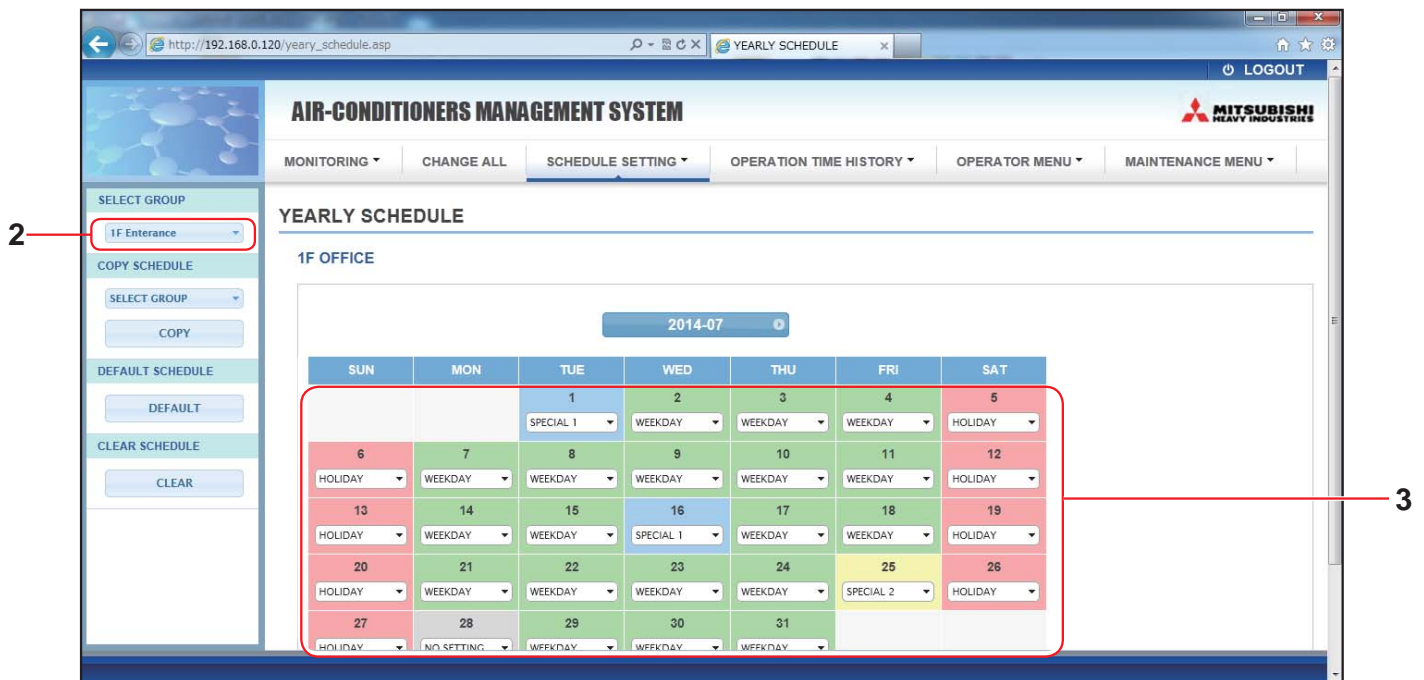 http://192.168.0.120/yeary_schedule.asp
YEARLY SCHEDULE
LOGOUT
AIR-CONDITIONERS MANAGEMENT SYSTEM
MITSUBISHI
HEAVY INDUSTRIES
MONITORING CHANGE ALL SCHEDULE SETTING OPERATION TIME HISTORY OPERATOR MENU MAINTENANCE MENU
SELECT GROUP
2
1F Enterance
COPY SCHEDULE
SELECT GROUP
COPY
DEFAULT SCHEDULE
DEFAULT
CLEAR SCHEDULE
CLEAR
YEARLY SCHEDULE
1F OFFICE
2014-07
SUN MON TUE WED THU FRI SAT
1 2 3 4 5
SPECIAL 1 WEEKDAY WEEKDAY WEEKDAY HOLIDAY
6 7 8 9 10 11 12
HOLIDAY WEEKDAY WEEKDAY WEEKDAY WEEKDAY WEEKDAY HOLIDAY
3
13 14 15 16 17 18 19
HOLIDAY WEEKDAY WEEKDAY SPECIAL 1 WEEKDAY WEEKDAY HOLIDAY
20 21 22 23 24 25 26
HOLIDAY WEEKDAY WEEKDAY WEEKDAY WEEKDAY SPECIAL 2 HOLIDAY
27 28 29 30 31
HOLIDAY NO SETTING WEEKDAY WEEKDAY WEEKDAY